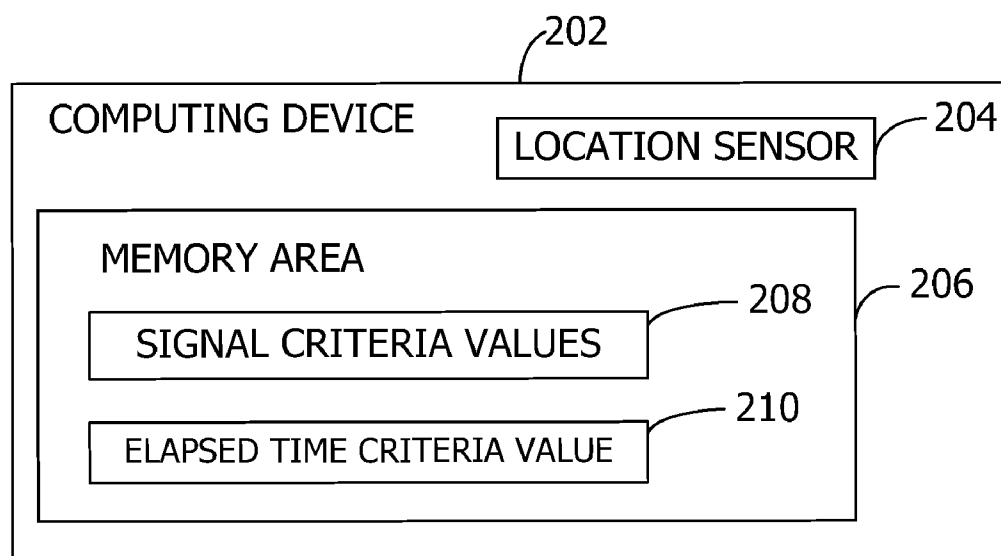 202
COMPUTING DEVICE
204
LOCATION SENSOR
MEMORY AREA
206
208
SIGNAL CRITERIA VALUES
210
ELAPSED TIME CRITERIA VALUE